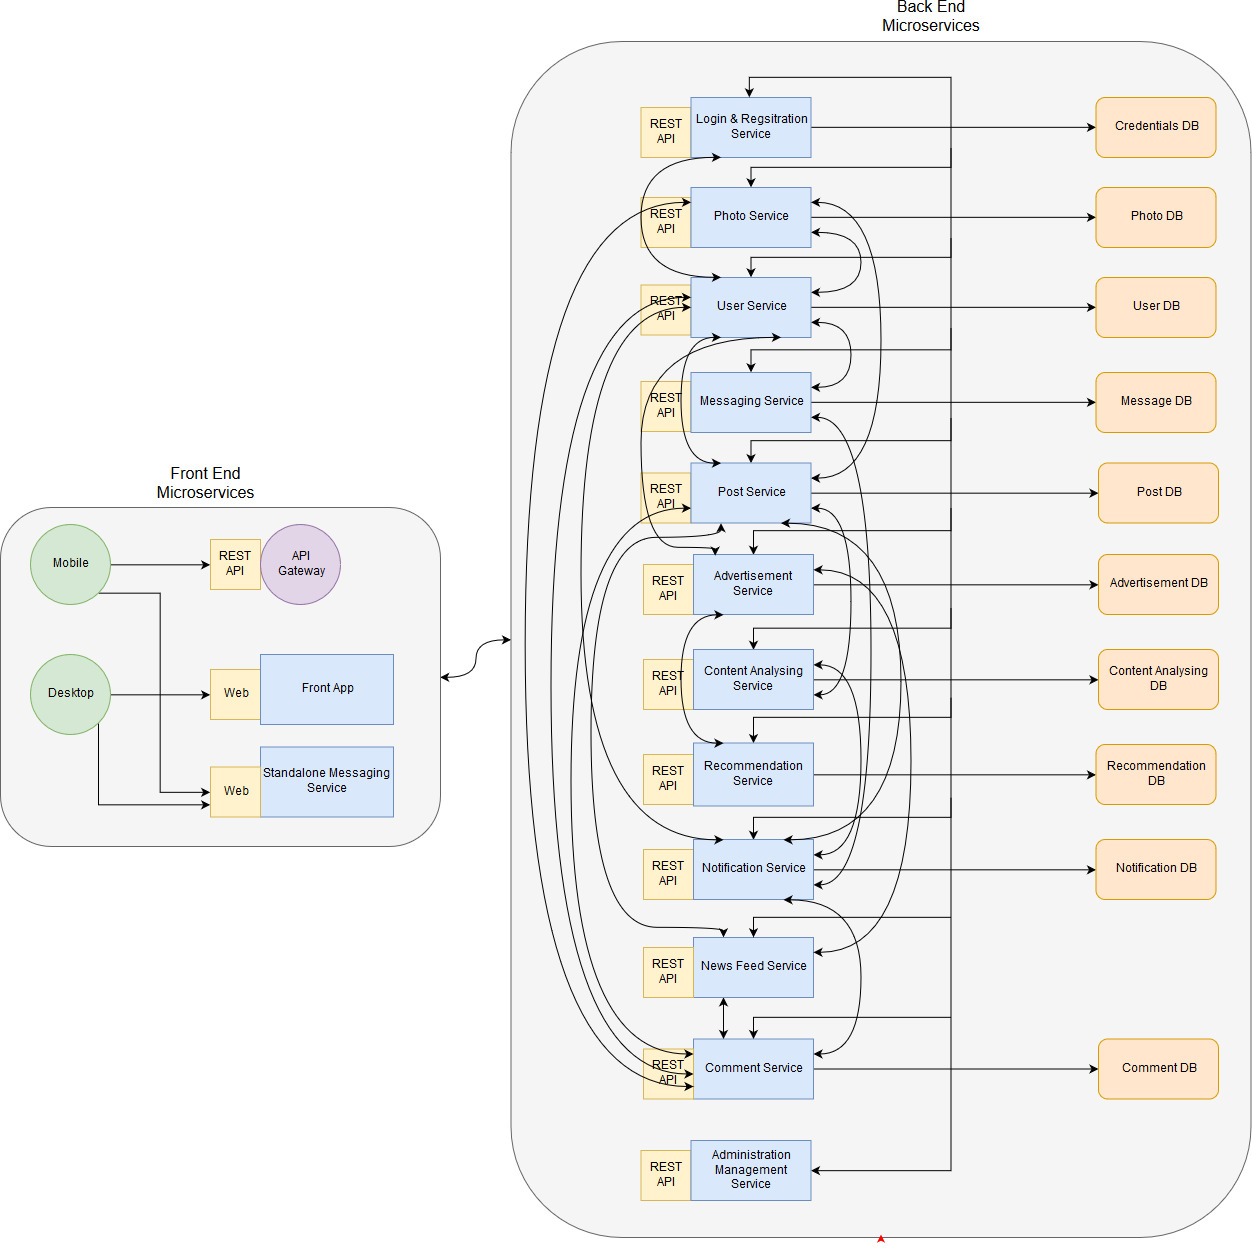 Back End
Microservices
REST
API
Login & Regsitration
Service
Credentials DB
REST
API
Photo Service
Photo DB
REST
API
User Service
User DB
REST
API
Messaging Service
Message DB
REST
API
Post Service
Post DB
REST
API
Advertisement
Service
Advertisement DB
REST
API
Content Analysing
Service
Content Analysing
DB
REST
API
Recommendation
Service
Recommendation
DB
REST
API
Notification Service
Notification DB
REST
API
News Feed Service
REST
API
Comment Service
Comment DB
REST
API
Administration
Management
Service
Front End
Microservices
Mobile
REST
API
API
Gateway
Desktop
Web
Front App
Web
Standalone Messaging
Service